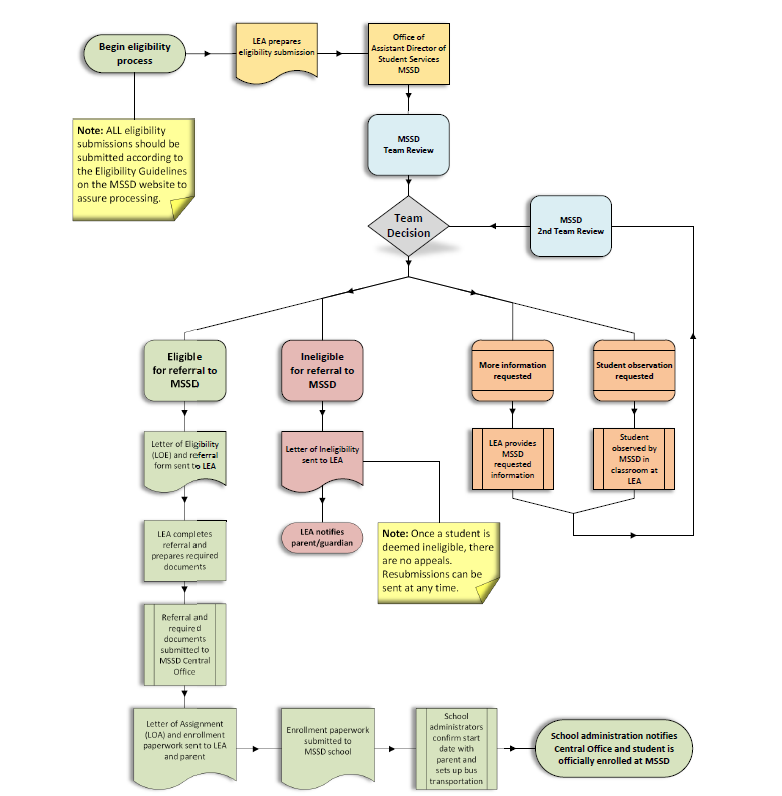 Begin eligibility
process
LEA prepares
eligibility submission
Office of
Assistant Director of
Student Services
MSSD
Note: ALL eligibility
submissions should be
submitted according to
the Eligibility Guidelines
on the MSSD website to
assure processing.
MSSD
Team Review
Team
Decision
MSSD
2nd Team Review
Eligible
for referral to
MSSD
Ineligible
for referral to
MSSD
More information
requested
Student observation
requested
Letter of Eligibility
(LOE) and referral
form sent to LEA
Letter of Ineligibility
sent to LEA
LEA provides
MSSD
requested
information
Student
observed by
MSSD in
classroom at
LEA
LEA completes
referral and
prepares required
documents
LEA notifies
parent/guardian
Note: Once a student is
deemed ineligible, there
are no appeals.
Resubmissions can be
sent at any time.
Referral and
required
documents
submitted to
MSSD Central
Office
Letter of Assignment
(LOA) and enrollment
paperwork sent to LEA
and parent
Enrollment paperwork
submitted to
MSSD school
School
administrators
confirm start
date with
parent and
sets up bus
transportation
School administration notifies
Central Office and student is
officially enrolled at MSSD